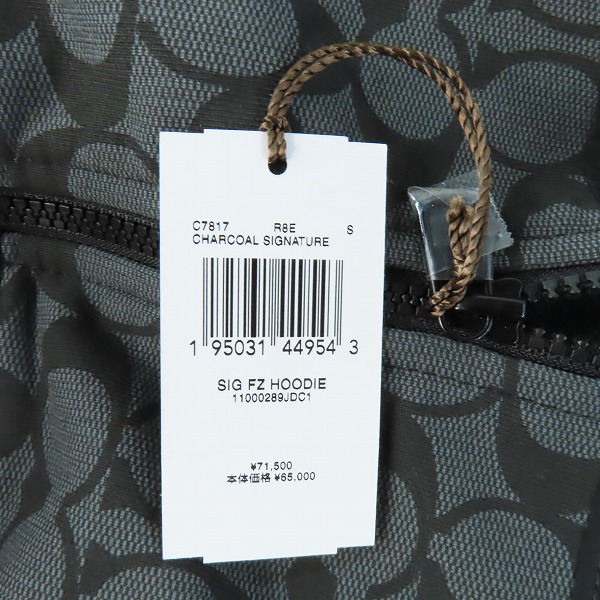 C7817 R8E S
CHARCOAL SIGNATURE
1 95031 44954 3
SIG FZ HOODIE
11000289JDC1
¥71,500
本体価格 ¥65,000